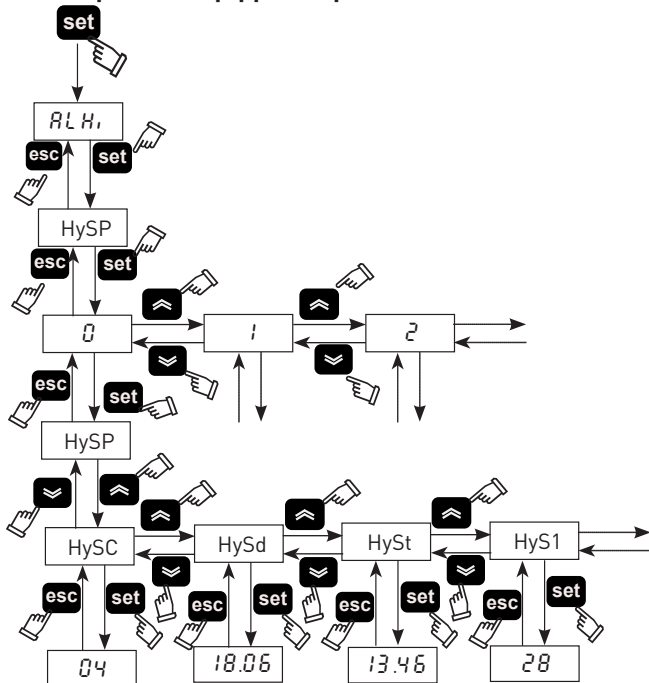 set
ALHi
esc
set
HySP
esc
set
0
1
2
esc
set
HySP
HySC
HySd
HySt
HyS1
esc
set
esc
set
esc
set
esc
set
04
18.06
13.46
28